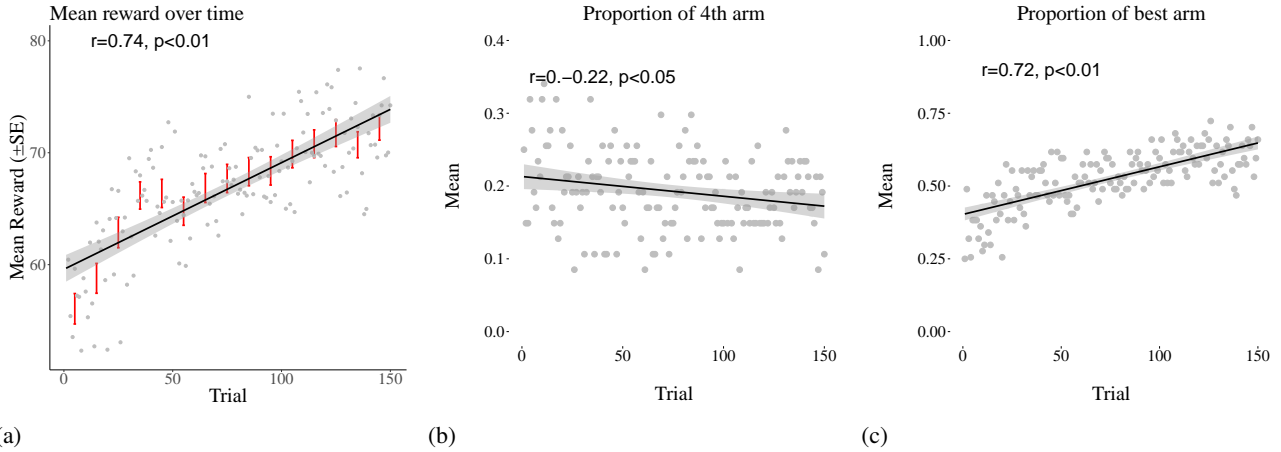 Mean reward over time
r=0.74, p<0.01
80
70
60
Mean Reward (±SE)
0
50
100
150
Trial
(a)
Proportion of 4th arm
r=0.−0.22, p<0.05
0.4
0.3
0.2
0.1
0.0
Mean
0
50
100
150
Trial
(b)
Proportion of best arm
r=0.72, p<0.01
1.00
0.75
0.50
0.25
0.00
Mean
0
50
100
150
Trial
(c)